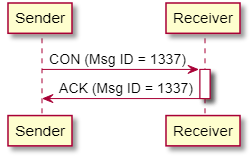 Sender Receiver
CON (Msg ID = 1337)
ACK (Msg ID = 1337)
Sender Receiver